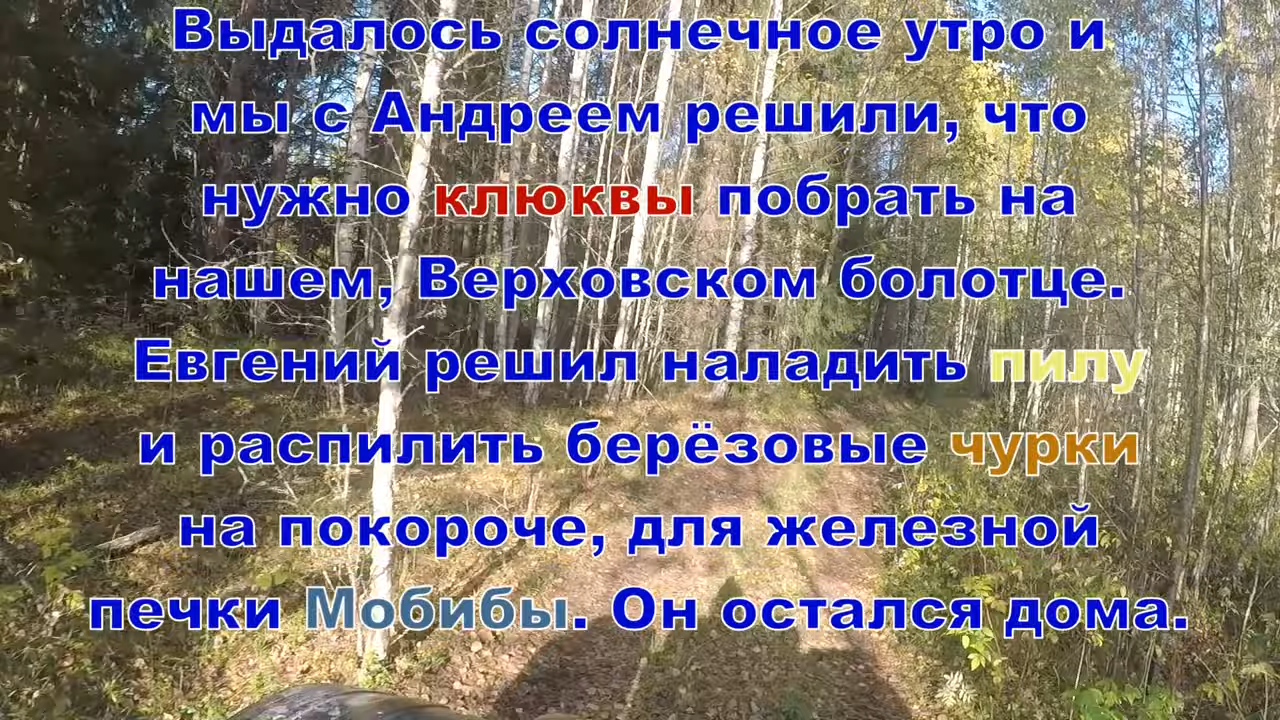 Выдалось солнечное утро и
мы с Андреем решили, что
нужно клюквы побрать на
нашем, Верховском болотце.
Евгений решил наладить пилу
и распилить берёзовые чурки
на покороче, для железной
печки Мобибы. Он остался дома.